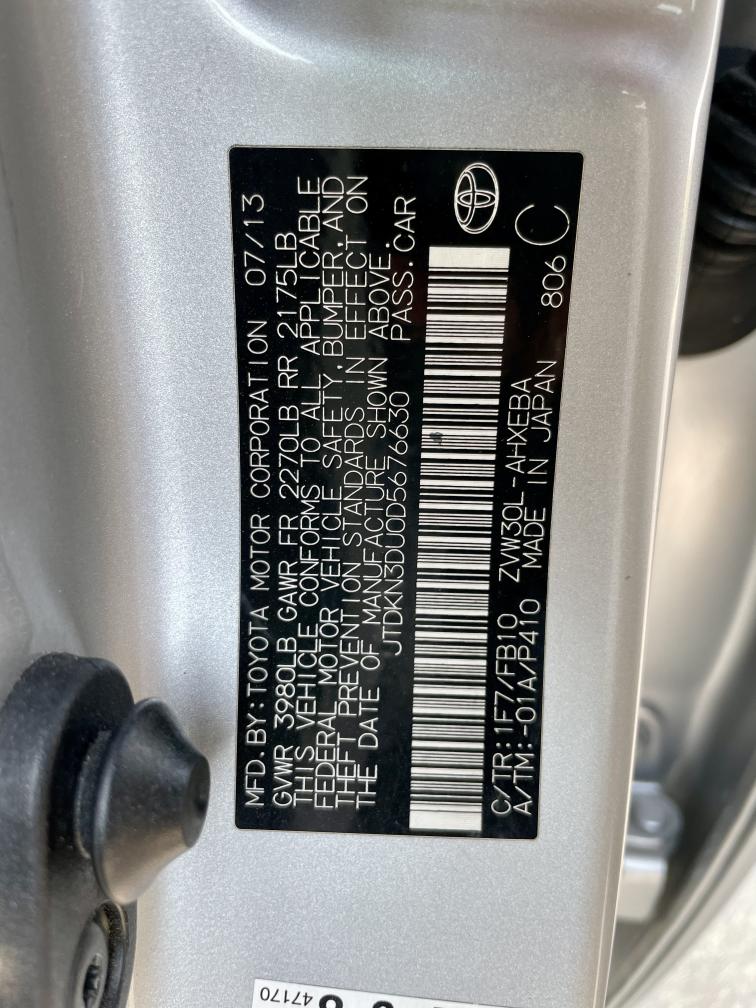 MFD.BY:TOYOTA MOTOR CORPORATION 07/13
GVWR 3980LB GAWR FR 2270LB RR 2175LB
THIS VEHICLE CONFORMS TO ALL APPLICABLE
FEDERAL MOTOR VEHICLE SAFETY,BUMPER,AND
THEFT PREVENTION STANDARDS IN EFFECT ON
THE DATE OF MANUFACTURE SHOWN ABOVE.
JTDKN3DU0D5676630 PASS.CAR
C/TR:1F7/FB10 ZVW30L-AHXEBA 806 C
A/TM:-01A/P410 MADE IN JAPAN
47170